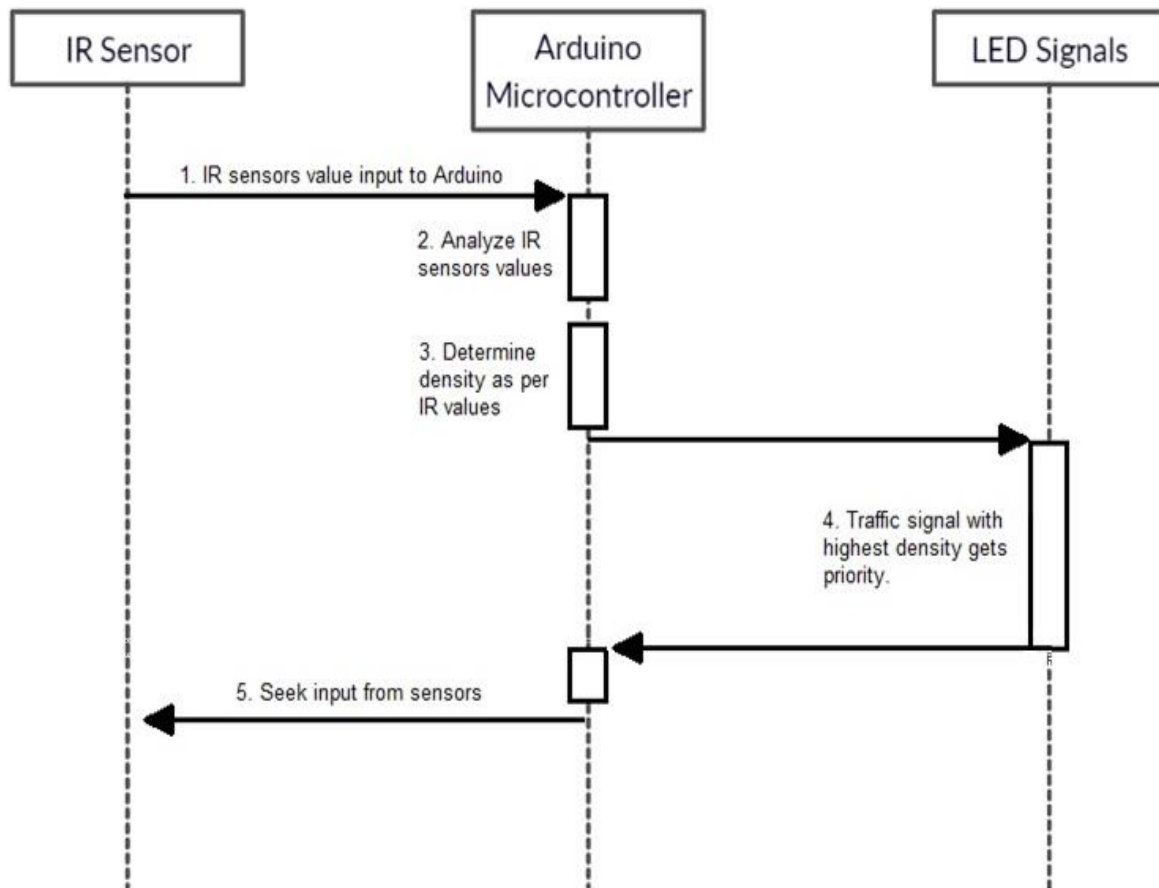 IR Sensor
Arduino
Microcontroller
LED Signals
1. IR sensors value input to Arduino
2. Analyze IR
sensors values
3. Determine
density as per
IR values
4. Traffic signal with
highest density gets
priority.
5. Seek input from sensors